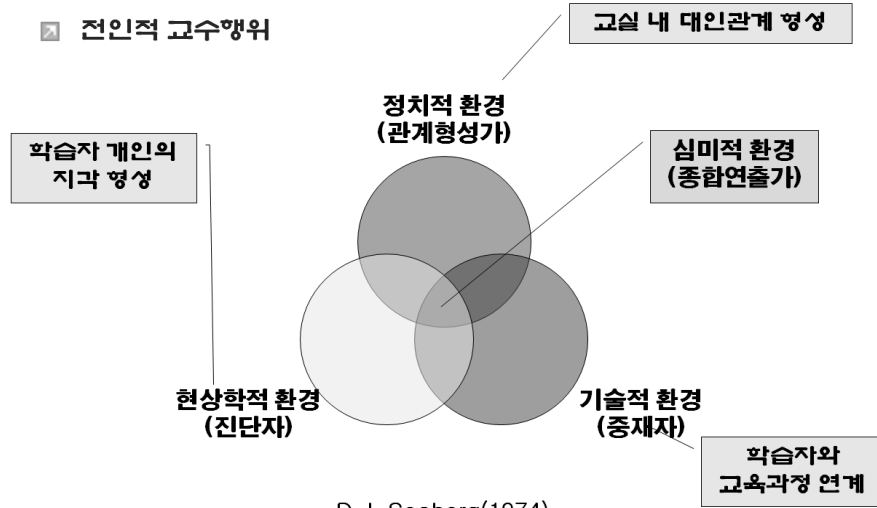 전인적 교수행위
교실 내 대인관계 형성
정치적 환경
(관계형성가)
학습자 개인의
지각 형성
심미적 환경
(종합연출가)
현상학적 환경
(진단자)
기술적 환경
(중재자)
학습자와
교육과정 연계
D.J. Seaberg(1974)